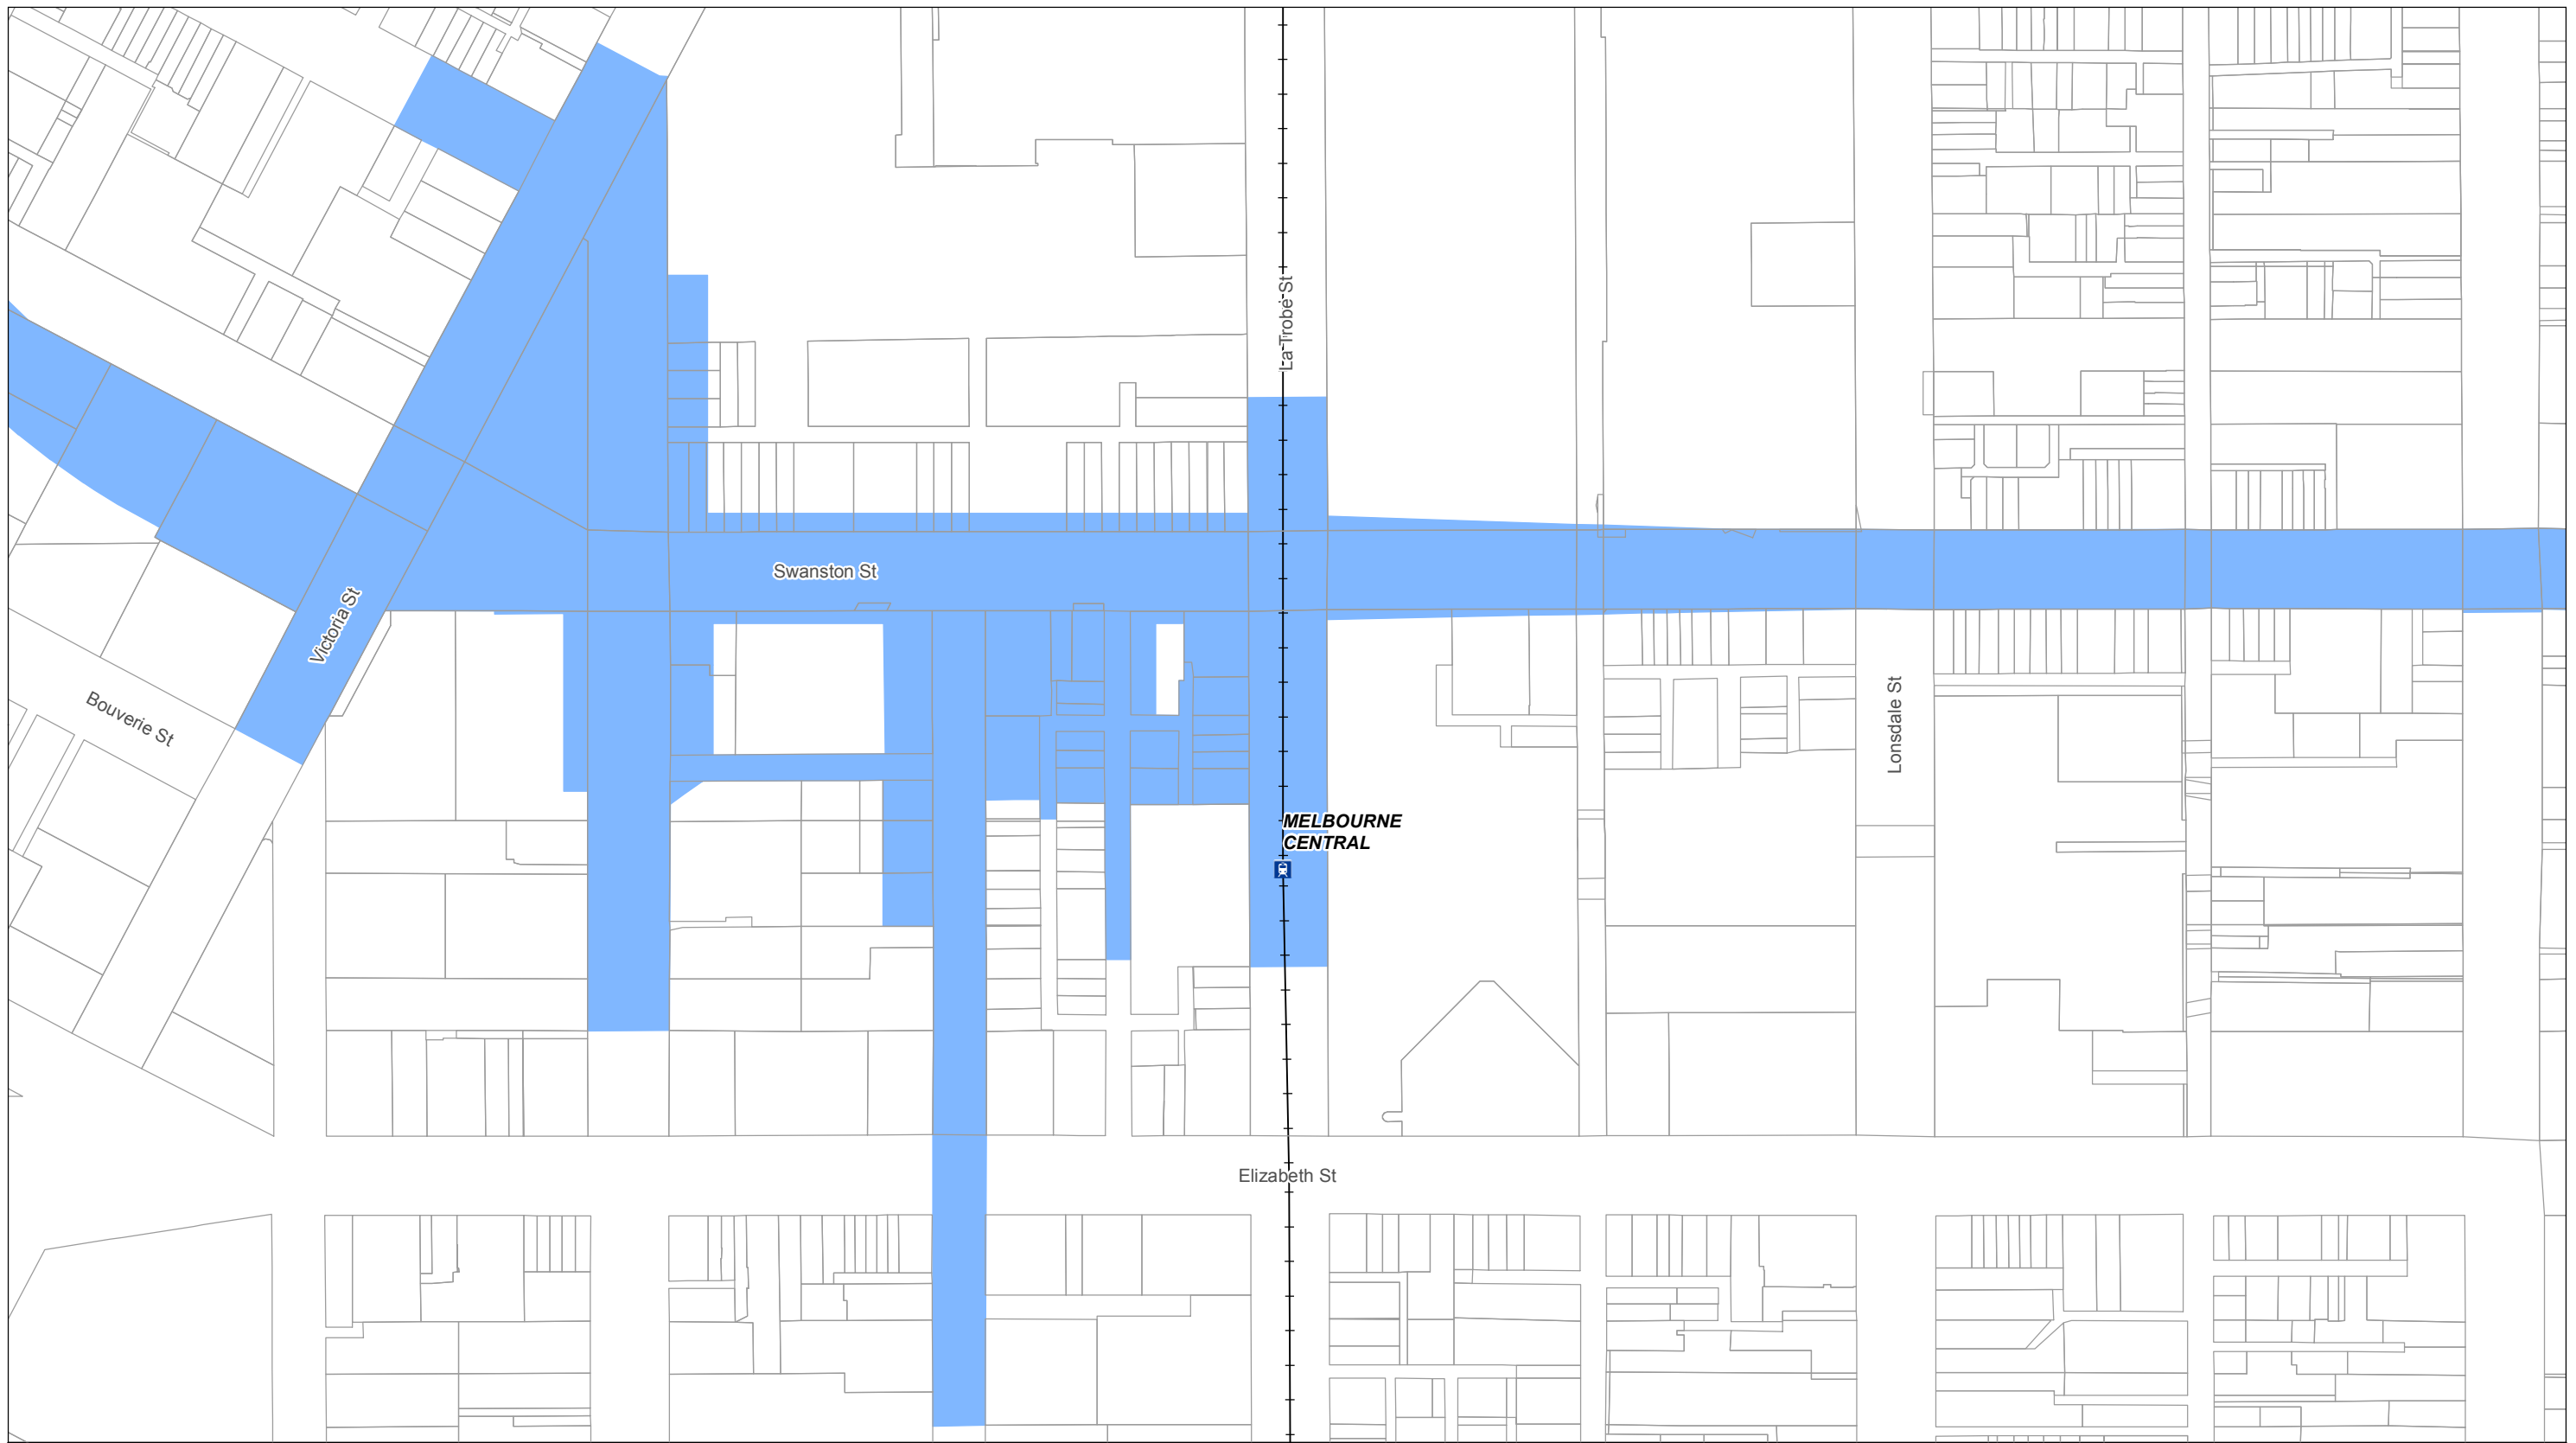 La Trobe St
Swanston St
Victoria St
Bouverie St
Lonsdale St
MELBOURNE
CENTRAL
Elizabeth St